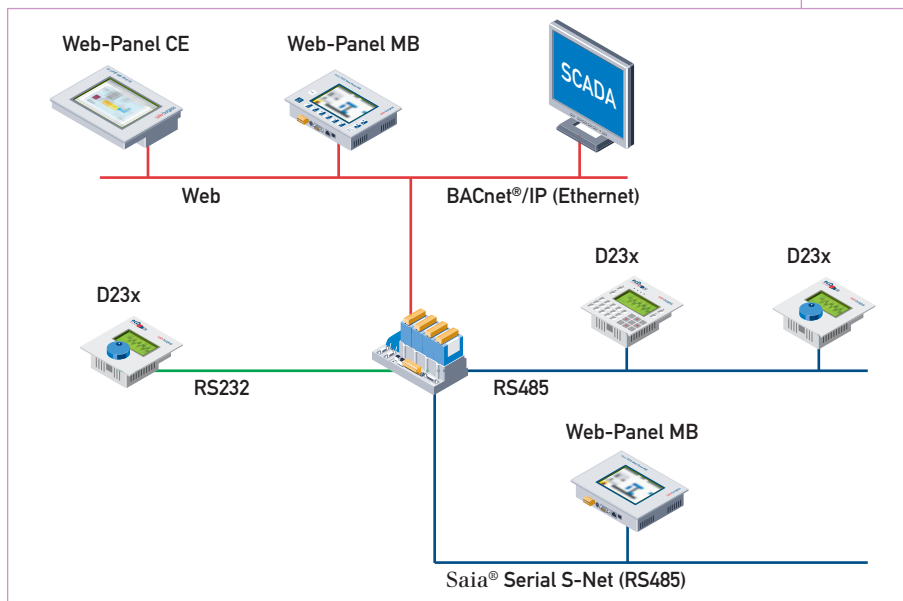 Web-Panel CE
Web-Panel MB
SCADA
Web
BACnet®/IP (Ethernet)
D23x
D23x
D23x
RS232
RS485
Web-Panel MB
Saia® Serial S-Net (RS485)